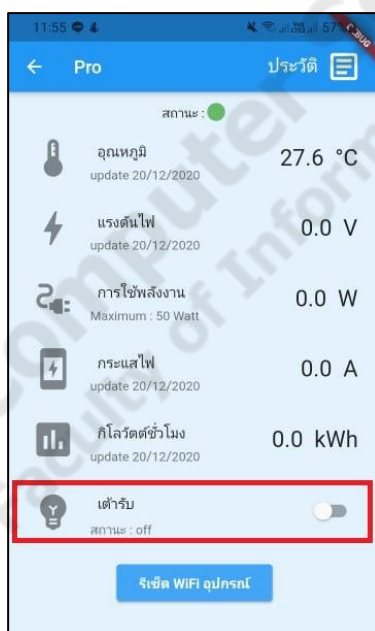 11:55 57%
DEBUG
Pro ประวัติ
สถานะ :
อุณหภูมิ 27.6 °C
update 20/12/2020
แรงดันไฟ 0.0 V
update 20/12/2020
การใช้พลังงาน 0.0 W
Maximum : 50 Watt
กระแสไฟ 0.0 A
update 20/12/2020
กิโลวัตต์ชั่วโมง 0.0 kWh
update 20/12/2020
เต้ารับ
สถานะ : off
รีเซ็ต WiFi อุปกรณ์